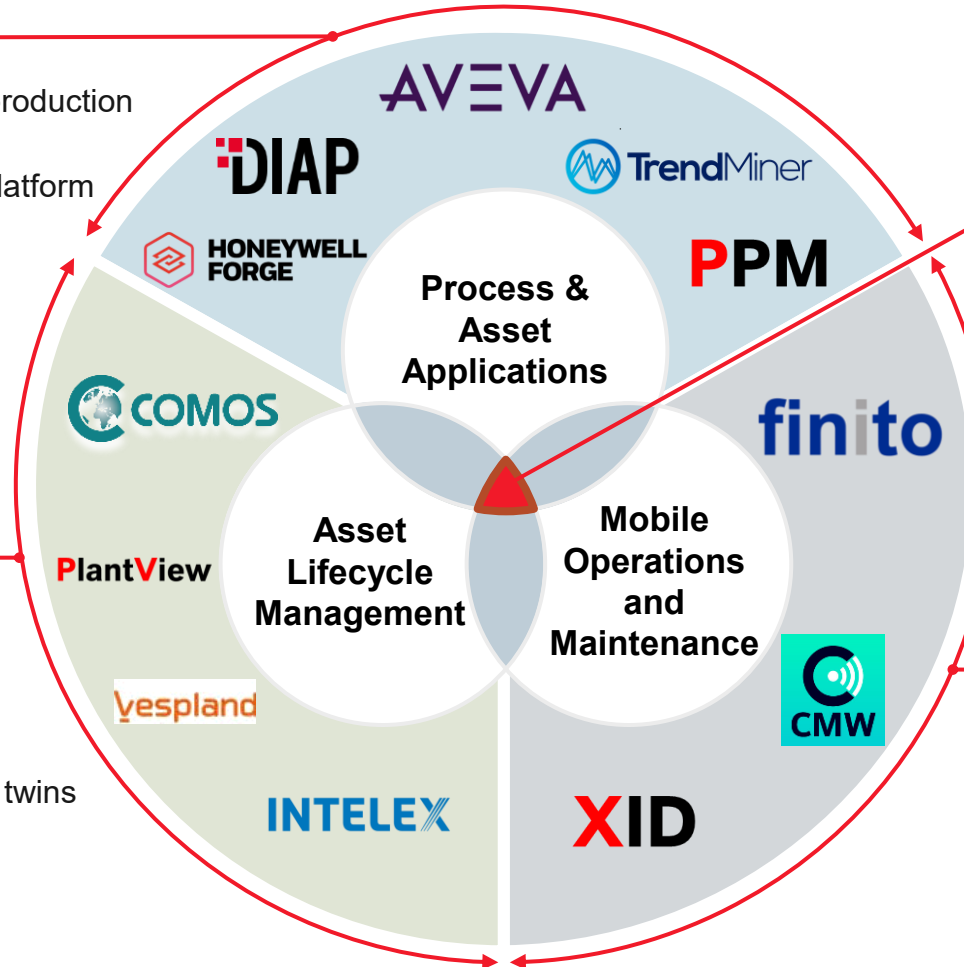 roduction
AVEVA
DIAP
TrendMiner
latform
HONEYWELL
FORGE
PPM
Process &
Asset
Applications
COMOS
finito
Asset
Lifecycle
Management
Mobile
Operations
and
Maintenance
PlantView
Yespland
CMW
twins
INTELEX
XID